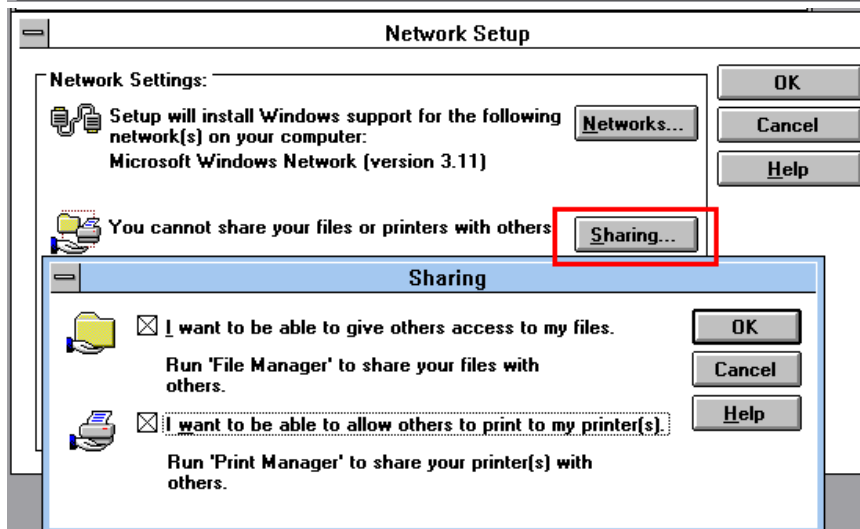 Network Setup
Network Settings:
Setup will install Windows support for the following
network(s) on your computer:
Microsoft Windows Network (version 3.11)
Networks...
OK
Cancel
Help
You cannot share your files or printers with others
Sharing...
Sharing
I want to be able to give others access to my files.
Run 'File Manager' to share your files with
others.
I want to be able to allow others to print to my printer(s).
Run 'Print Manager' to share your printer(s) with
others.
OK
Cancel
Help